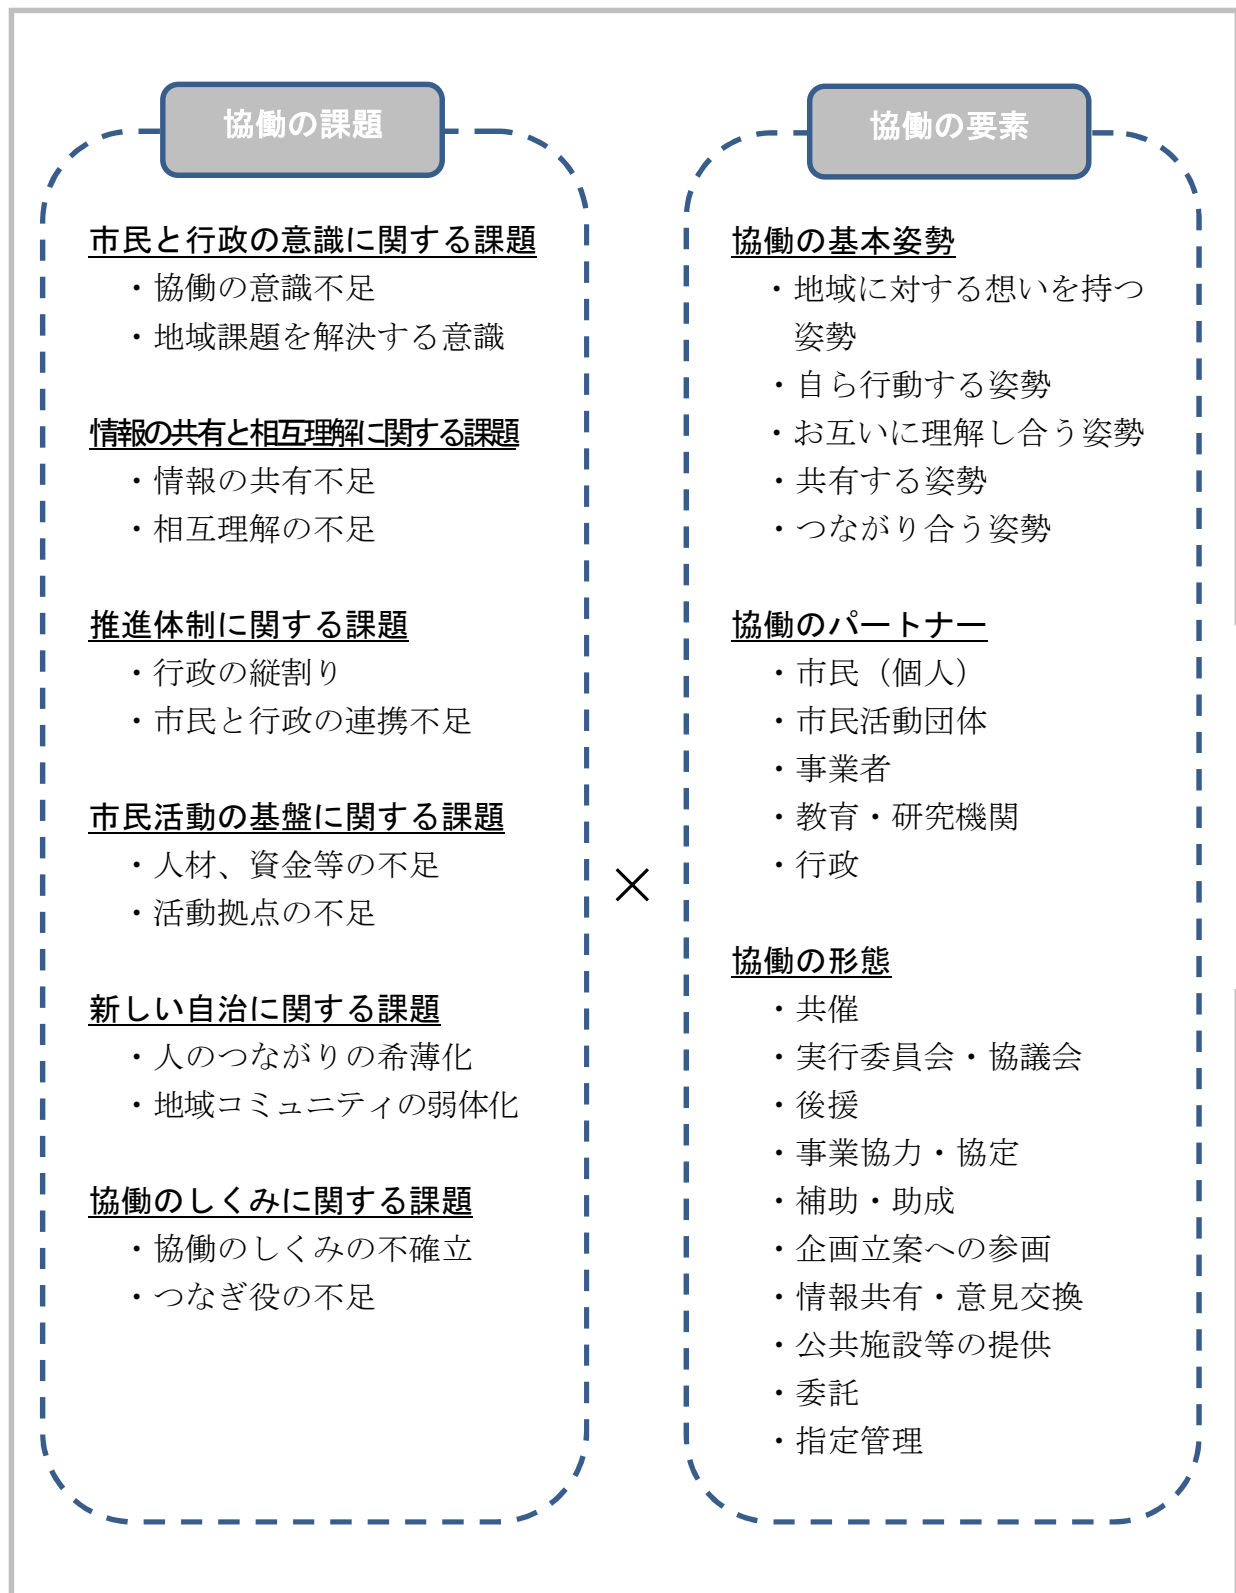 協働の課題
市民と行政の意識に関する課題
・協働の意識不足
・地域課題を解決する意識
情報の共有と相互理解に関する課題
・情報の共有不足
・相互理解の不足
推進体制に関する課題
・行政の縦割り
・市民と行政の連携不足
市民活動の基盤に関する課題
・人材、資金等の不足
・活動拠点の不足
新しい自治に関する課題
・人のつながりの希薄化
・地域コミュニティの弱体化
協働のしくみに関する課題
・協働のしくみの不確立
・つなぎ役の不足
×
協働の要素
協働の基本姿勢
・地域に対する想いを持つ
姿勢
・自ら行動する姿勢
・お互いに理解し合う姿勢
・共有する姿勢
・つながり合う姿勢
協働のパートナー
・市民（個人）
・市民活動団体
・事業者
・教育・研究機関
・行政
協働の形態
・共催
・実行委員会・協議会
・後援
・事業協力・協定
・補助・助成
・企画立案への参画
・情報共有・意見交換
・公共施設等の提供
・委託
・指定管理